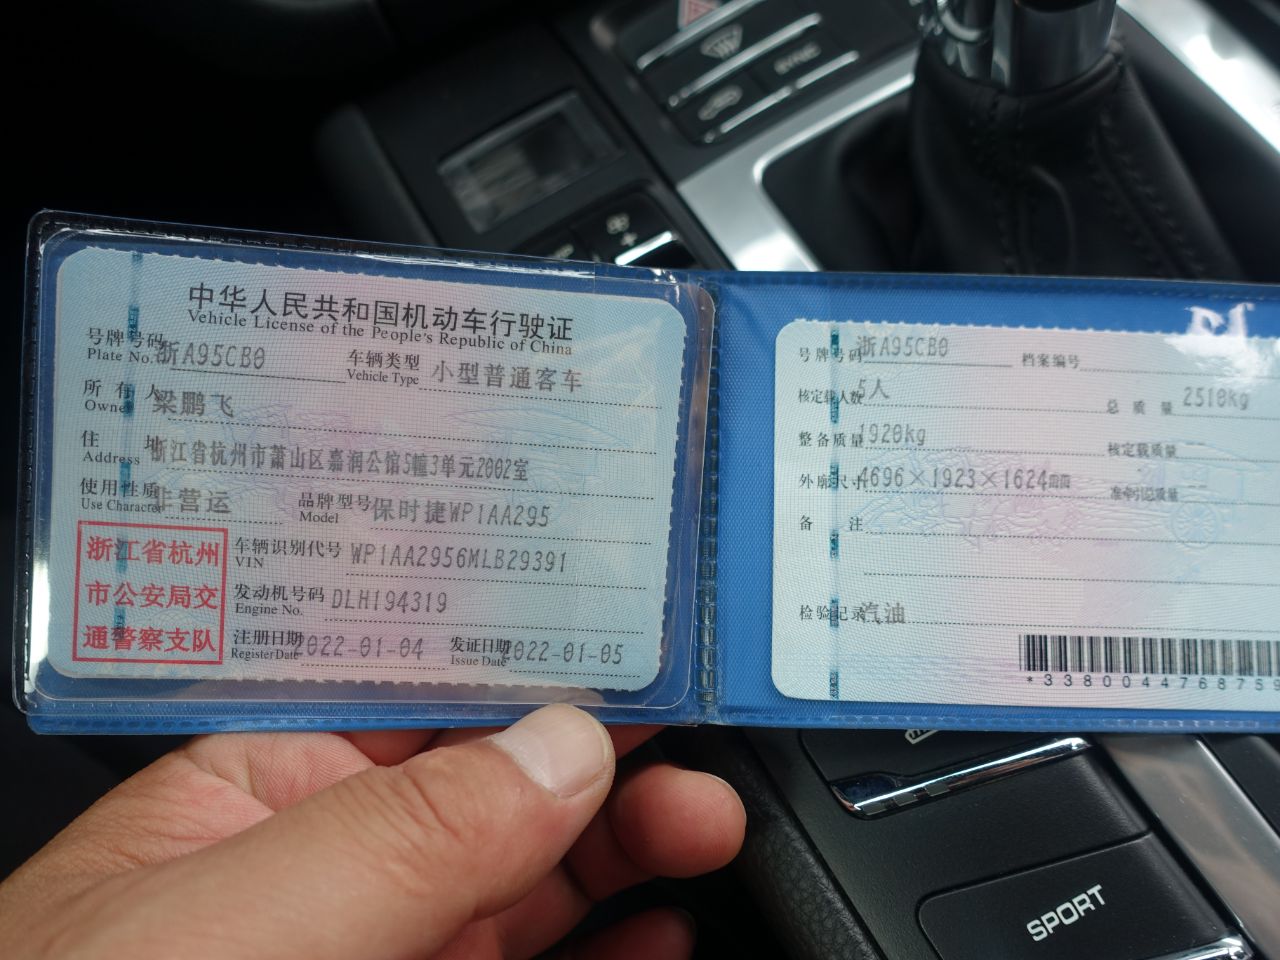 中华人民共和国机动车行驶证
Vehicle License of the People's Republic of China
号牌号码 浙A95CB0 车辆类型 小型普通客车
Plate No. Vehicle Type
所有人 梁鹏飞
Owner
住址 浙江省杭州市萧山区嘉润公馆5幢3单元2002室
Address
使用性质 非营运 品牌型号 保时捷WP1AA295
Use Character Model
浙江省杭州
市公安局交
通警察支队
车辆识别代号 WP1AA2956MLB29391
VIN
发动机号码 DLH194319
Engine No.
注册日期 2022-01-04 发证日期 2022-01-05
Register Date Issue Date
号牌号码 浙A95CB0 档案编号
核定载人数 5人 总质量 2510kg
整备质量 1920kg 核定载质量 --
外廓尺寸 4696×1923×1624mm 准牵引总质量 --
备注
检验记录 汽油
*338004476875
SYNC
SPORT